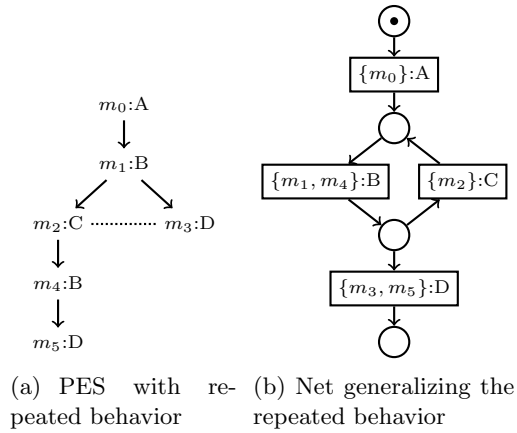 m₀:A
m₁:B
m₂:C m₃:D
m₄:B
m₅:D
(a) PES with re-
peated behavior
{m₀}:A
{m₁, m₄}:B {m₂}:C
{m₃, m₅}:D
(b) Net generalizing the
repeated behavior